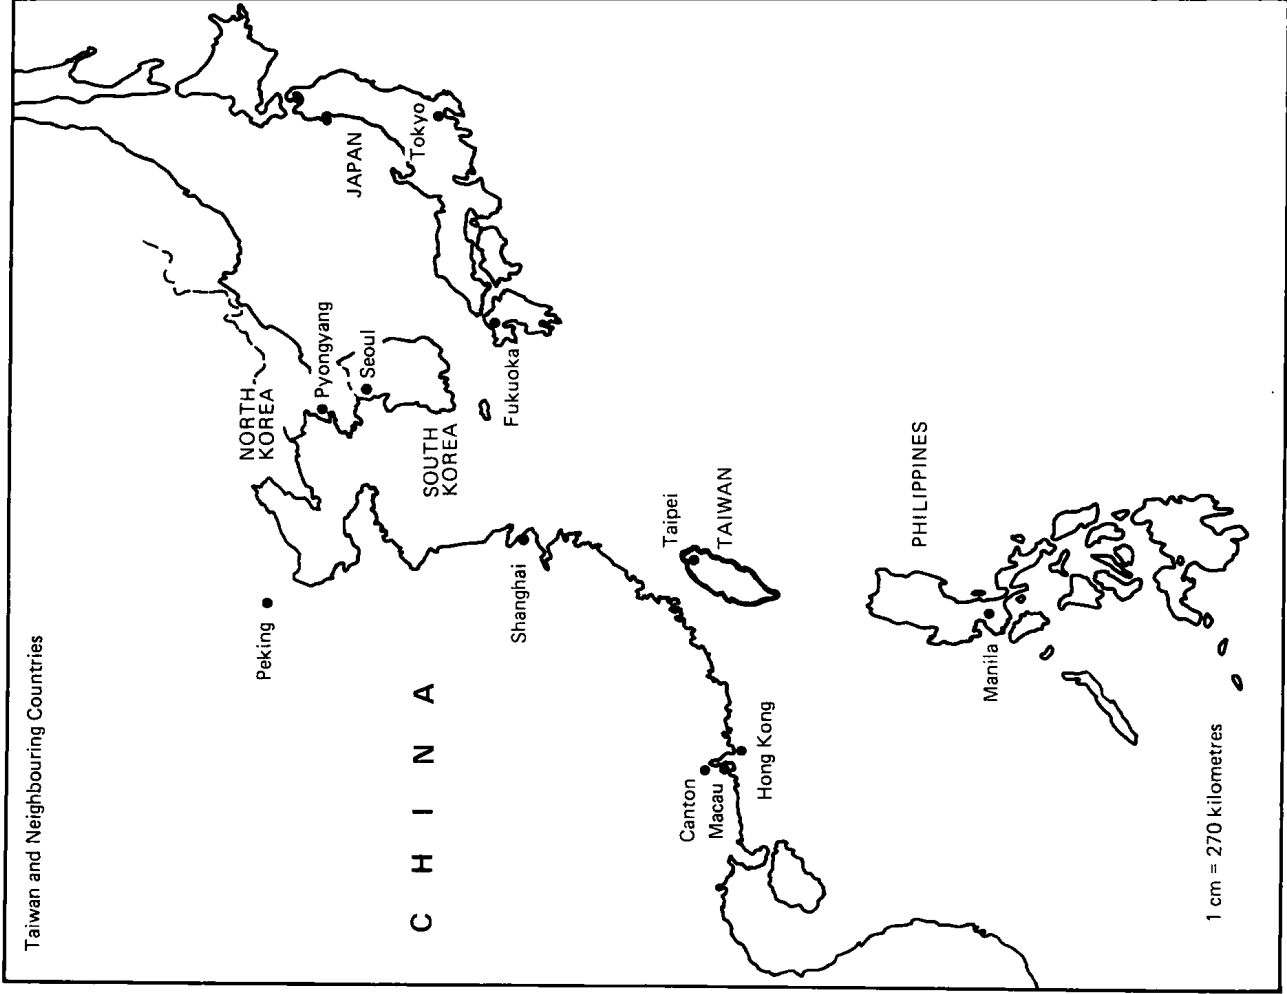 Taiwan and Neighbouring Countries
JAPAN
Tokyo
NORTH
KOREA
Pyongyang
Seoul
SOUTH
KOREA
Fukuoka
Peking
CHINA
Shanghai
Taipei
TAIWAN
Canton
Macau
Hong Kong
PHILIPPINES
Manila
1 cm = 270 kilometres